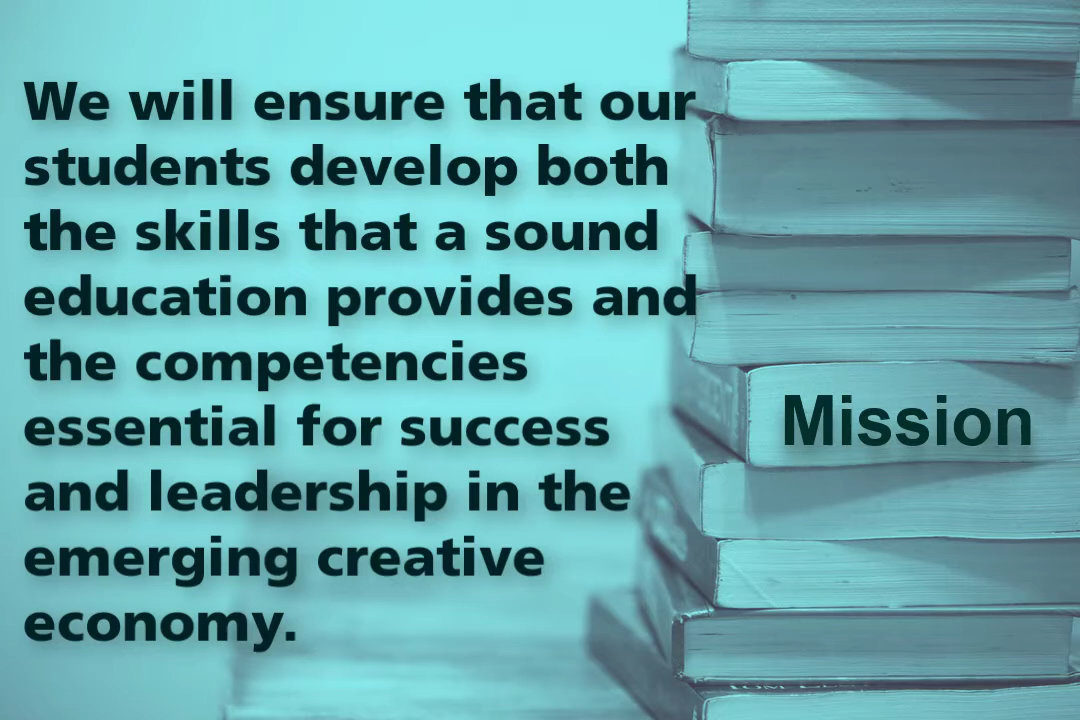 We will ensure that our
students develop both
the skills that a sound
education provides and
the competencies
essential for success
and leadership in the
emerging creative
economy.
Mission